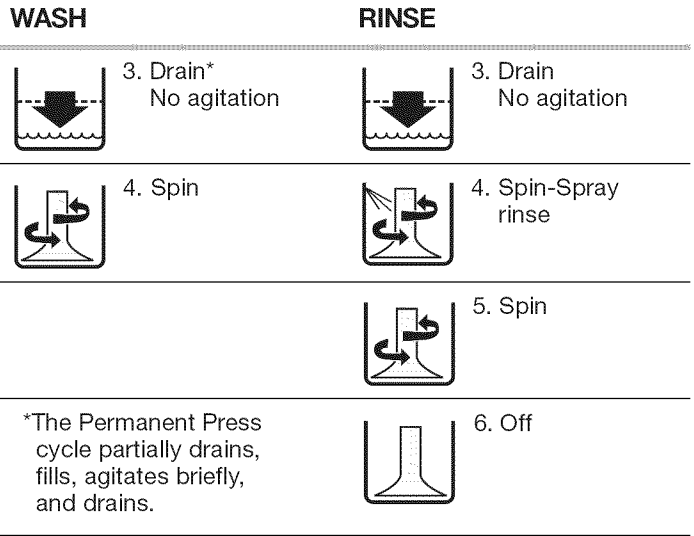 WASH
RINSE
3. Drain*
No agitation
3. Drain
No agitation
4. Spin
4. Spin-Spray
rinse
5. Spin
*The Permanent Press
cycle partially drains,
fills, agitates briefly,
and drains.
6. Off